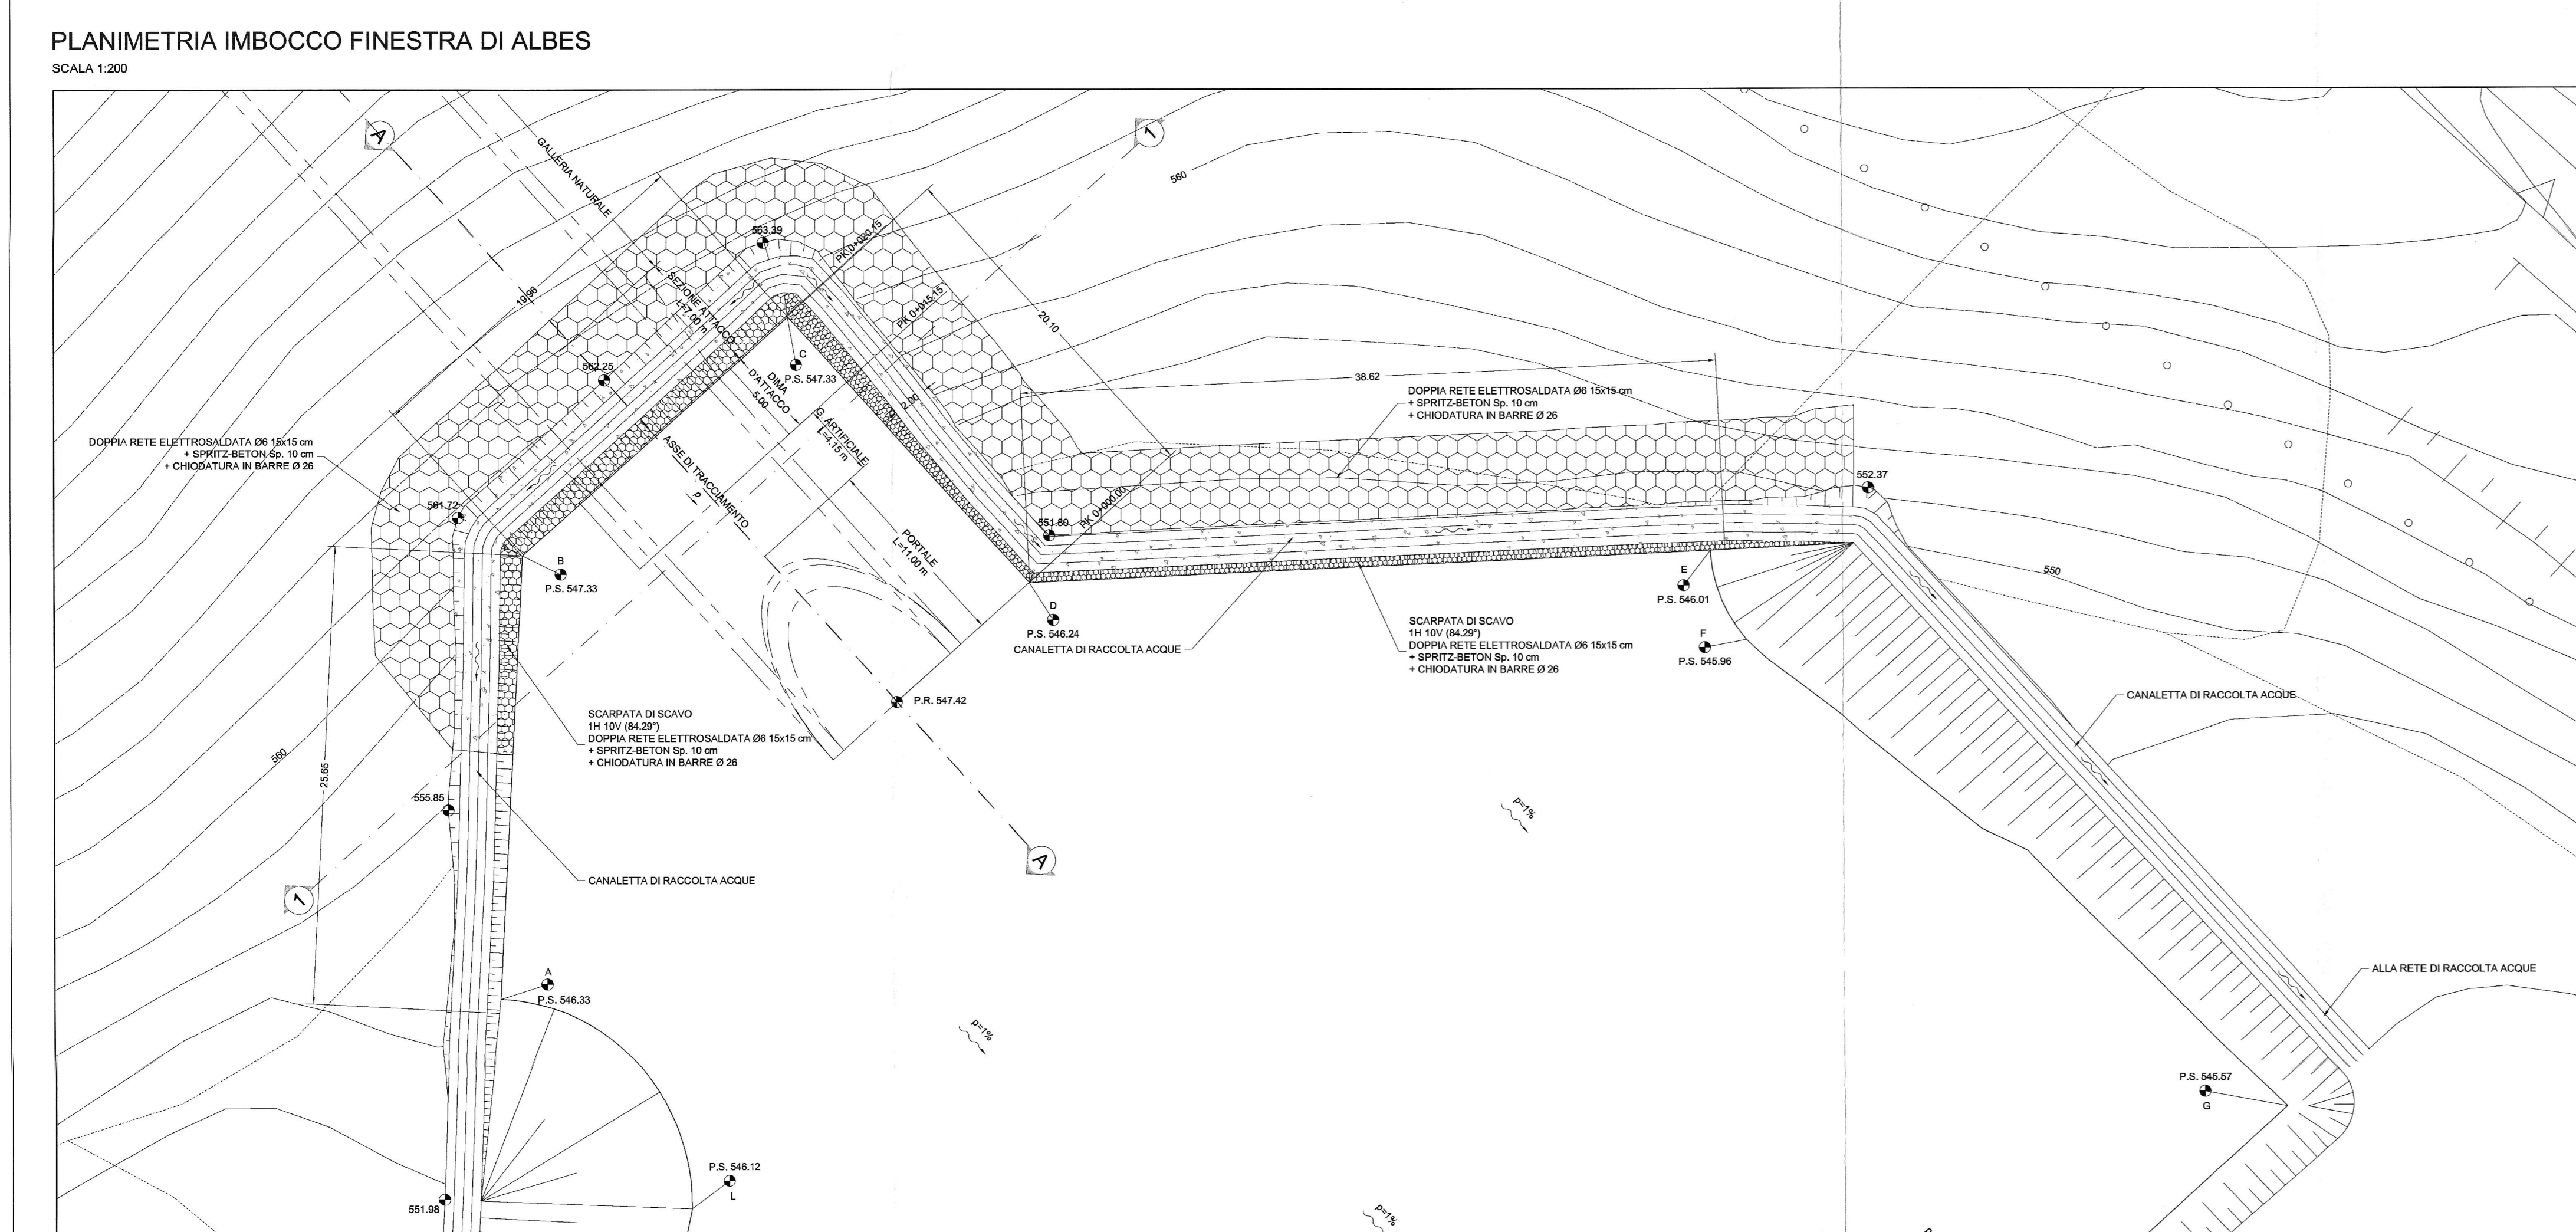 PLANIMETRIA IMBOCCO FINESTRA DI ALBES
SCALA 1:200
A
1
GALLERIA NATURALE
560
563.39
PK 0+020.15
19.96
SEZIONE ATTACCO
L=7.00 m
PK 0+015.15
20.10
C
P.S. 547.33
562.25
DIMA
D'ATTACCO
5.00
38.62
DOPPIA RETE ELETTROSALDATA Ø6 15x15 cm
+ SPRITZ-BETON Sp. 10 cm
+ CHIODATURA IN BARRE Ø 26
2.00
G. ARTIFICIALE
L=4.15 m
DOPPIA RETE ELETTROSALDATA Ø6 15x15 cm
+ SPRITZ-BETON Sp. 10 cm
+ CHIODATURA IN BARRE Ø 26
ASSE DI TRACCIAMENTO
P
552.37
561.72
551.80
PK 0+000.00
PORTALE
L=11.00 m
B
P.S. 547.33
E
P.S. 546.01
550
D
P.S. 546.24
CANALETTA DI RACCOLTA ACQUE
SCARPATA DI SCAVO
1H 10V (84.29°)
DOPPIA RETE ELETTROSALDATA Ø6 15x15 cm
+ SPRITZ-BETON Sp. 10 cm
+ CHIODATURA IN BARRE Ø 26
F
P.S. 545.96
P.R. 547.42
CANALETTA DI RACCOLTA ACQUE
SCARPATA DI SCAVO
1H 10V (84.29°)
DOPPIA RETE ELETTROSALDATA Ø6 15x15 cm
+ SPRITZ-BETON Sp. 10 cm
+ CHIODATURA IN BARRE Ø 26
560
25.65
555.85
p=1%
A
CANALETTA DI RACCOLTA ACQUE
1
A
P.S. 546.33
ALLA RETE DI RACCOLTA ACQUE
p=1%
P.S. 545.57
G
P.S. 546.12
L
551.98
p=1%